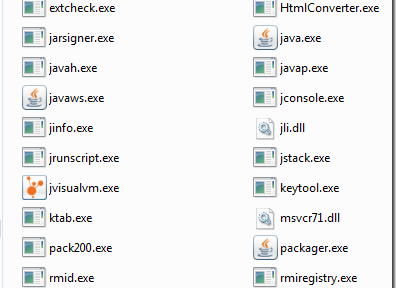 extcheck.exe HtmlConverter.exe
jarsigner.exe java.exe
javah.exe javap.exe
javaws.exe jconsole.exe
jinfo.exe jli.dll
jrunscript.exe jstack.exe
jvisualvm.exe keytool.exe
ktab.exe msvcr71.dll
pack200.exe packager.exe
rmid.exe rmiregistry.exe